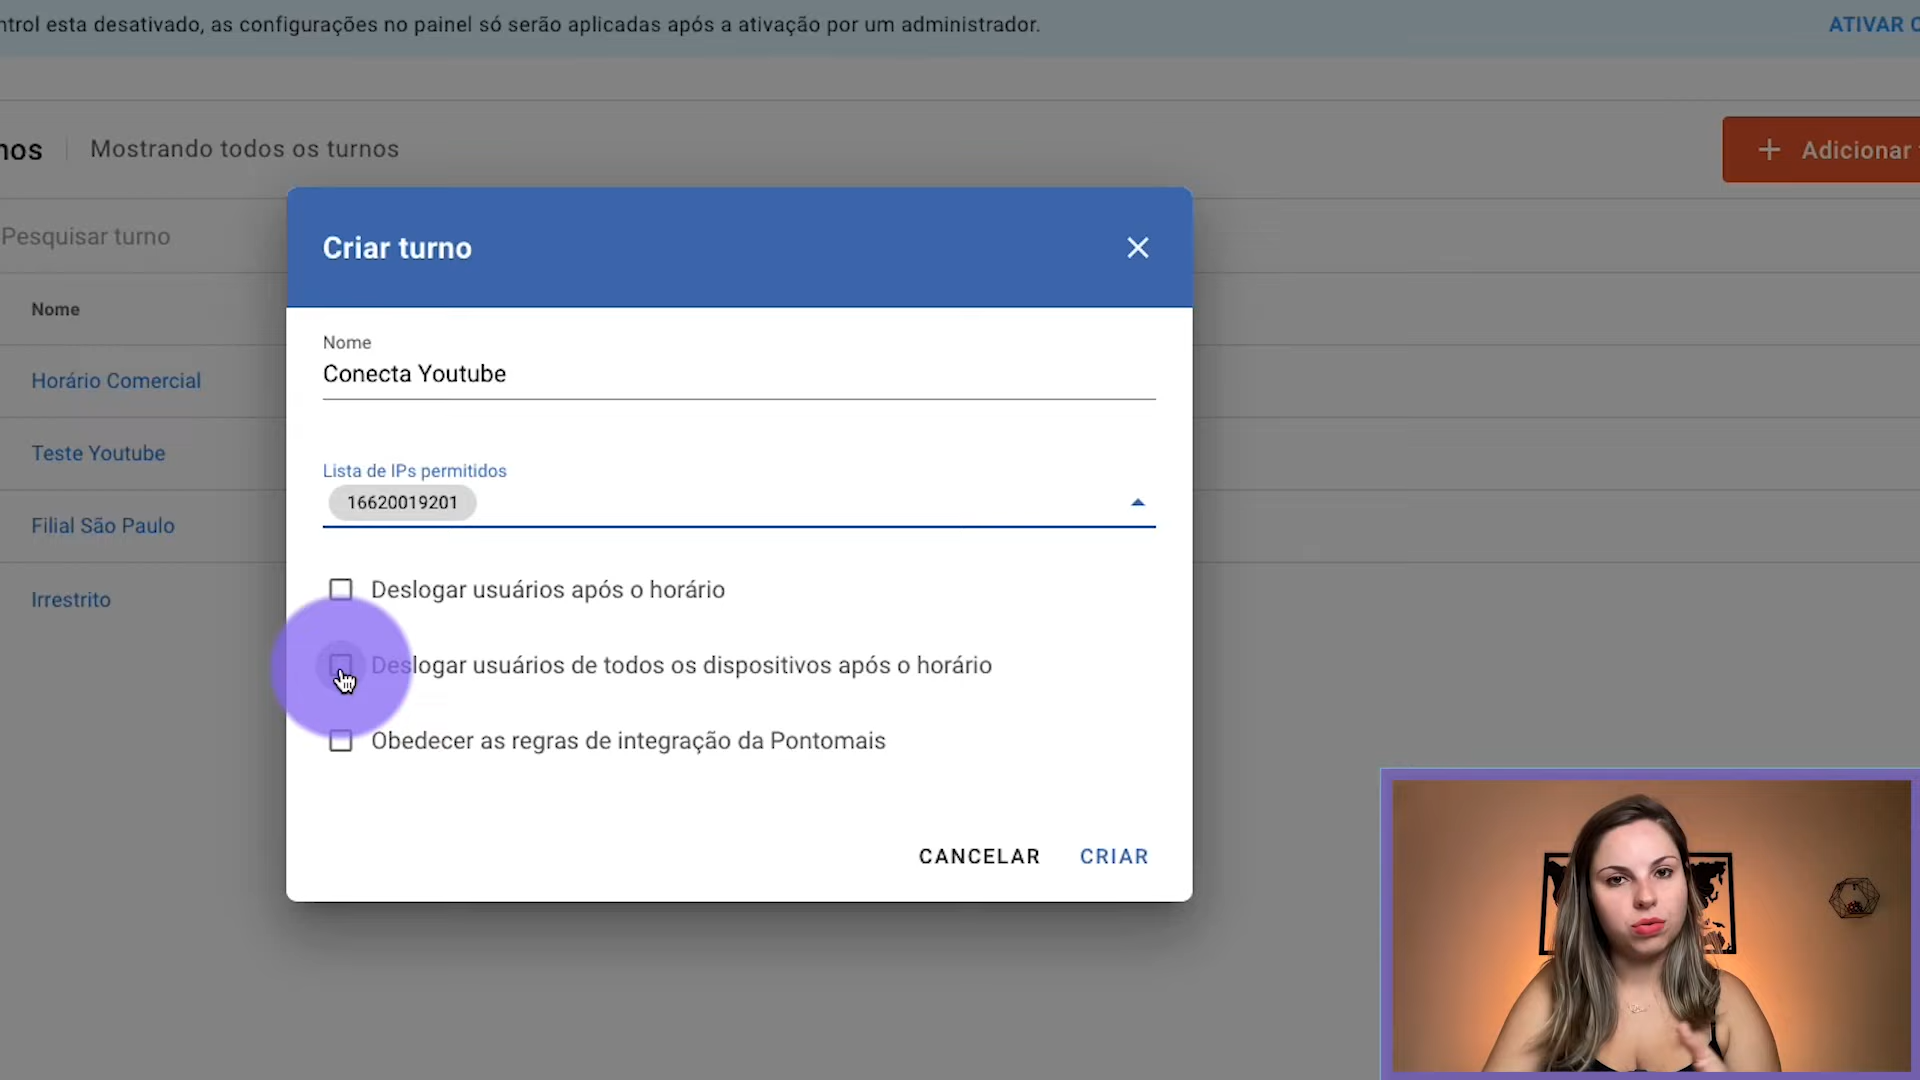 ntrol esta desativado, as configurações no painel só serão aplicadas após a ativação por um administrador.
ATIVAR
nos
Mostrando todos os turnos
+ Adicionar
Pesquisar turno
Nome
Horário Comercial
Teste Youtube
Filial São Paulo
Irrestrito
Criar turno
Nome
Conecta Youtube
Lista de IPs permitidos
16620019201
Deslogar usuários após o horário
Deslogar usuários de todos os dispositivos após o horário
Obedecer as regras de integração da Pontomais
CANCELAR
CRIAR